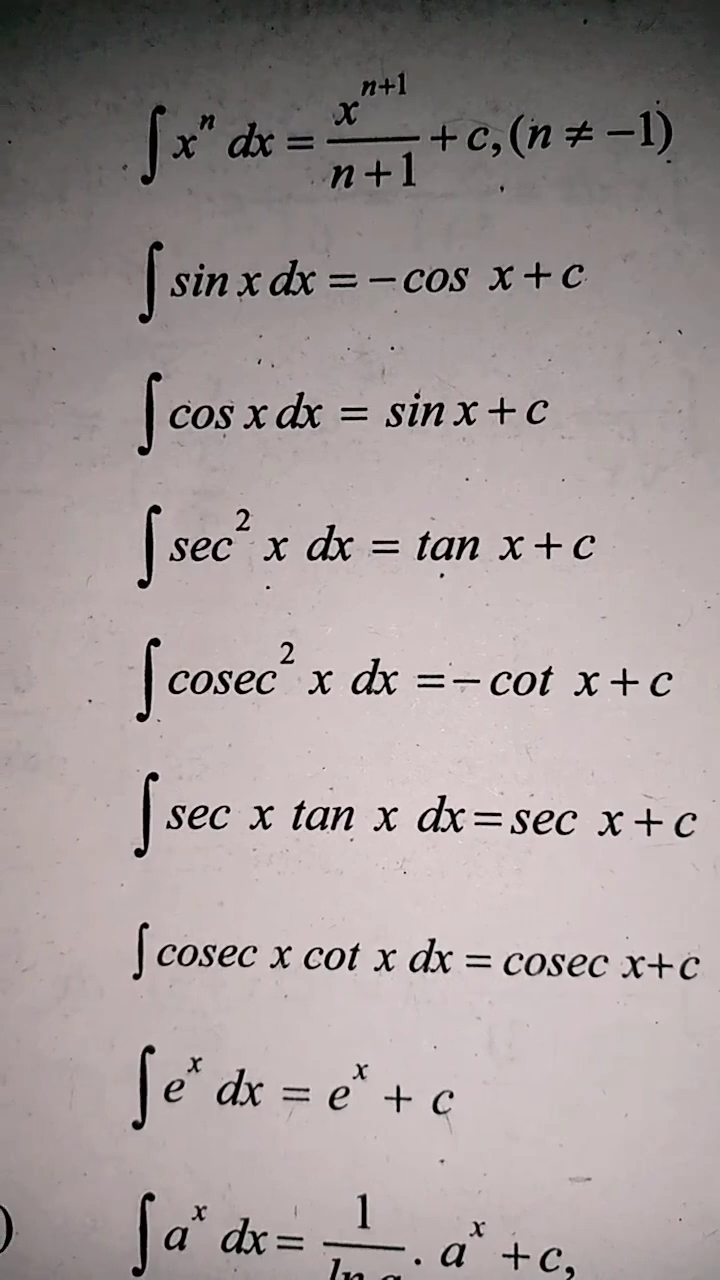 ∫ xⁿ dx = xⁿ⁺¹/(n+1) + c, (n ≠ −1)
∫ sin x dx = − cos x + c
∫ cos x dx = sin x + c
∫ sec² x dx = tan x + c
∫ cosec² x dx = − cot x + c
∫ sec x tan x dx = sec x + c
∫ cosec x cot x dx = cosec x + c
∫ eˣ dx = eˣ + c
) ∫ aˣ dx = 1/(ln a) . aˣ + c,